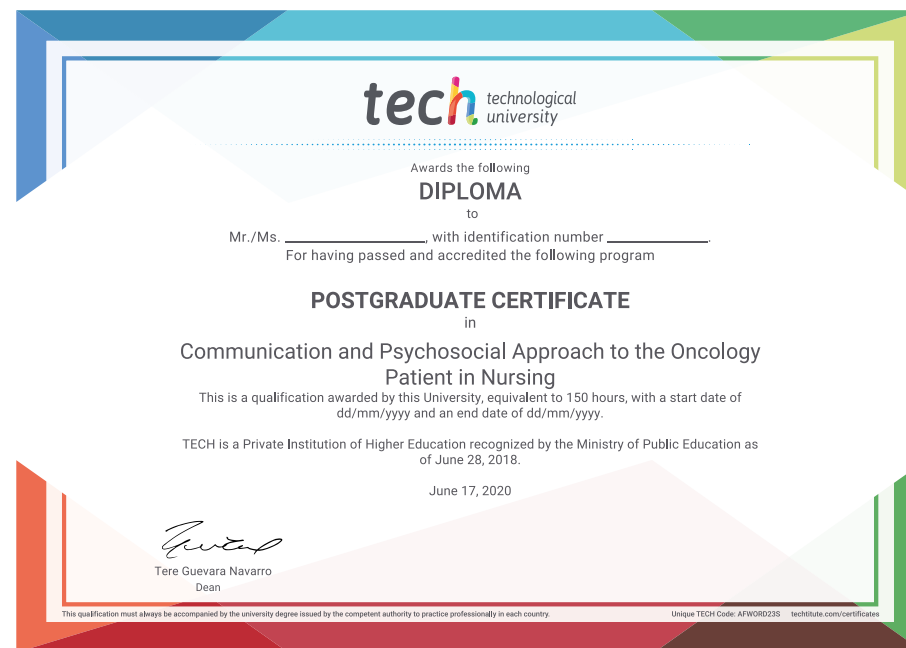 tech technological
university
Awards the following
DIPLOMA
to
Mr./Ms. ____________________, with identification number ______________.
For having passed and accredited the following program
POSTGRADUATE CERTIFICATE
in
Communication and Psychosocial Approach to the Oncology
Patient in Nursing
This is a qualification awarded by this University, equivalent to 150 hours, with a start date of
dd/mm/yyyy and an end date of dd/mm/yyyy.
TECH is a Private Institution of Higher Education recognized by the Ministry of Public Education as
of June 28, 2018.
June 17, 2020
Tere Guevara Navarro
Dean
This qualification must always be accompanied by the university degree issued by the competent authority to practice professionally in each country. Unique TECH Code: AFWORD23S techtitute.com/certificates